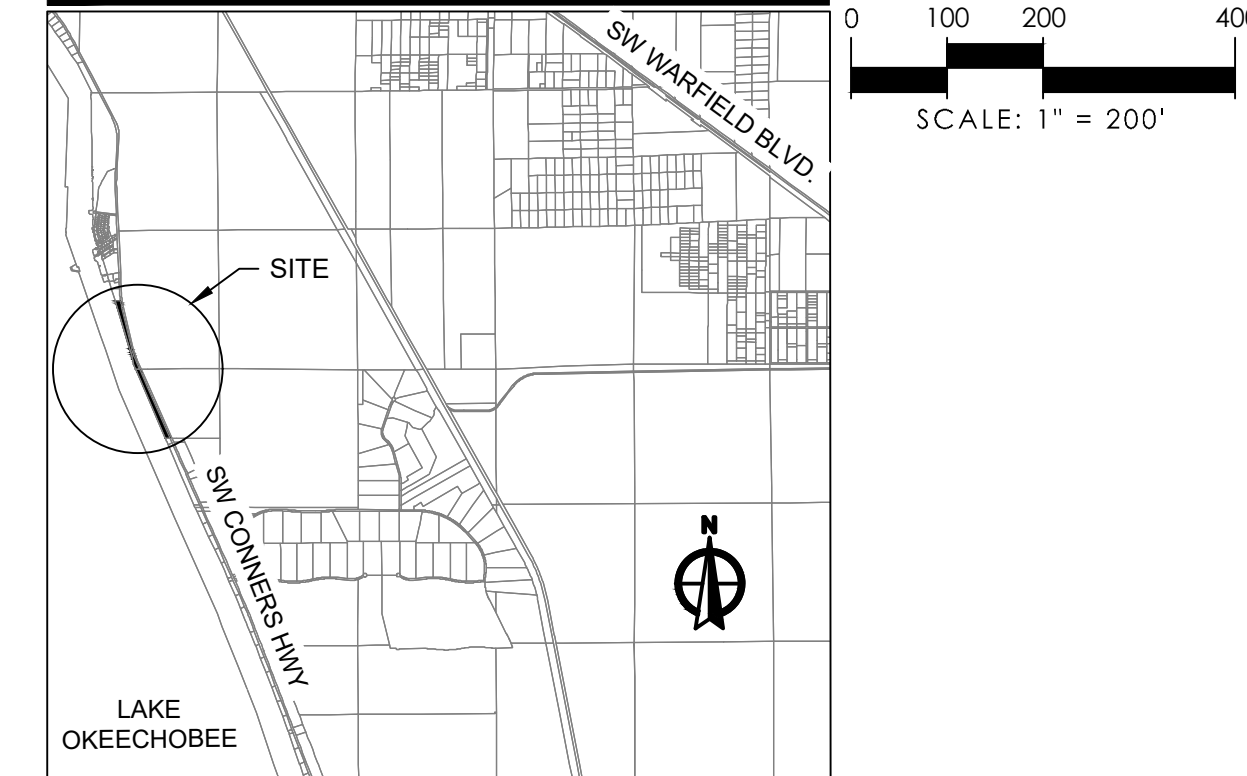 0 100 200 400
SCALE: 1" = 200'
SW WARFIELD BLVD.
SITE
SW CONNERS HWY
N
LAKE
OKEECHOBEE